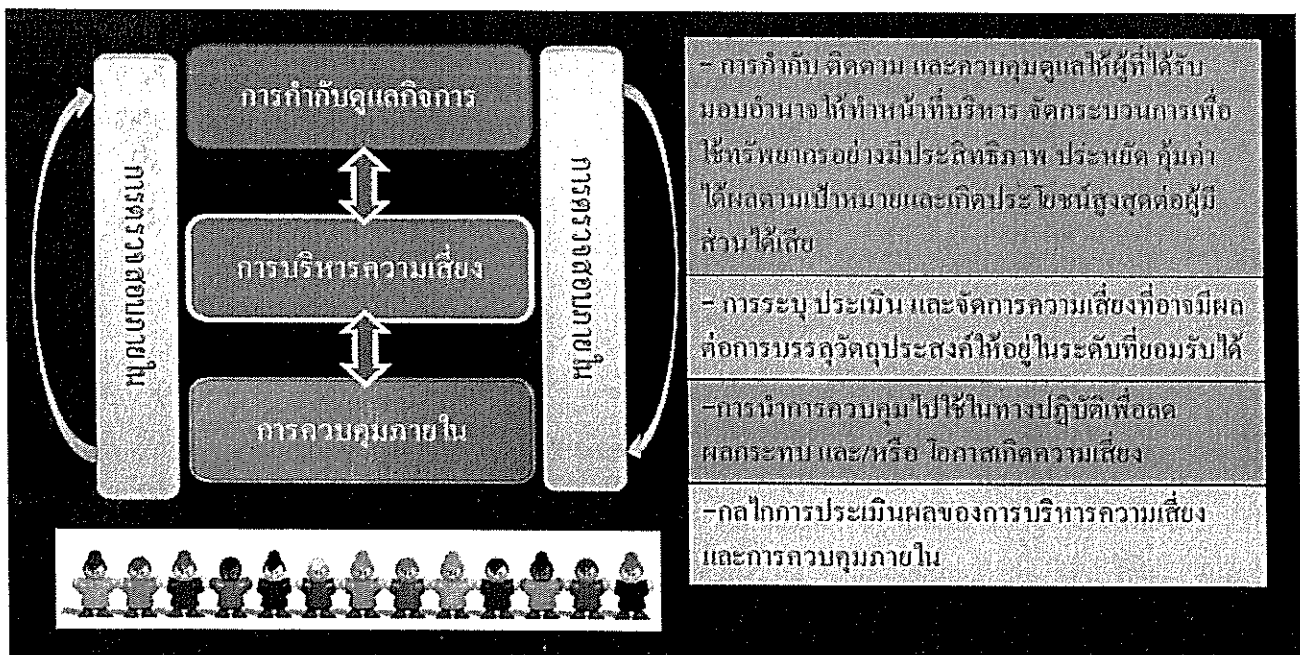 การกำกับดูแลกิจการ
การบริหารความเสี่ยง
การควบคุมภายใน
การตรวจสอบภายใน
การตรวจสอบภายใน
- การกำกับ ติดตาม และควบคุมดูแลให้ผู้ที่ได้รับ
มอบอำนาจให้ทำหน้าที่บริหาร จัดกระบวนการเพื่อ
ใช้ทรัพยากรอย่างมีประสิทธิภาพ ประหยัด คุ้มค่า
ได้ผลตามเป้าหมายและเกิดประโยชน์สูงสุดต่อผู้มี
ส่วนได้เสีย
- การระบุ ประเมิน และจัดการความเสี่ยงที่อาจมีผล
ต่อการบรรลุวัตถุประสงค์ให้อยู่ในระดับที่ยอมรับได้
-การนำการควบคุมไปใช้ในทางปฏิบัติเพื่อลด
ผลกระทบ และ/หรือ โอกาสเกิดความเสี่ยง
-กลไกการประเมินผลของการบริหารความเสี่ยง
และการควบคุมภายใน